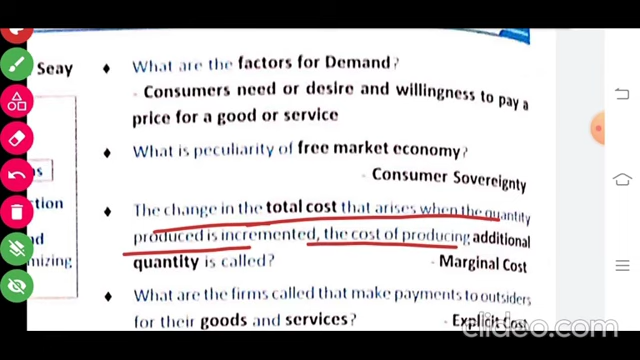 Seay
What are the factors for Demand?
- Consumers need or desire and willingness to pay a
price for a good or service
What is peculiarity of free market economy?
- Consumer Sovereignty
ns
ction
The change in the total cost that arises when the quantity
nd
produced is incremented, the cost of producing additional
mizing
quantity is called?
- Marginal Cost
What are the firms called that make payments to outsiders
for their goods and services?
- Explicit Cost
clideo.com